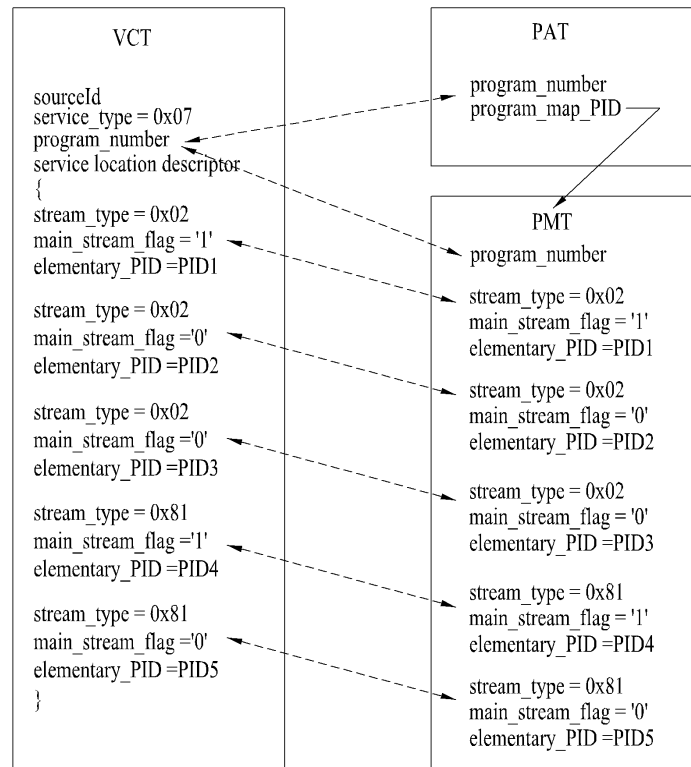 VCT
sourceId
service_type = 0x07
program_number
service location descriptor
{
stream_type = 0x02
main_stream_flag = '1'
elementary_PID =PID1
stream_type = 0x02
main_stream_flag ='0'
elementary_PID =PID2
stream_type = 0x02
main_stream_flag ='0'
elementary_PID =PID3
stream_type = 0x81
main_stream_flag ='1'
elementary_PID =PID4
stream_type = 0x81
main_stream_flag ='0'
elementary_PID =PID5
}
PAT
program_number
program_map_PID
PMT
program_number
stream_type = 0x02
main_stream_flag = '1'
elementary_PID =PID1
stream_type = 0x02
main_stream_flag = '0'
elementary_PID =PID2
stream_type = 0x02
main_stream_flag = '0'
elementary_PID =PID3
stream_type = 0x81
main_stream_flag = '1'
elementary_PID =PID4
stream_type = 0x81
main_stream_flag = '0'
elementary_PID =PID5